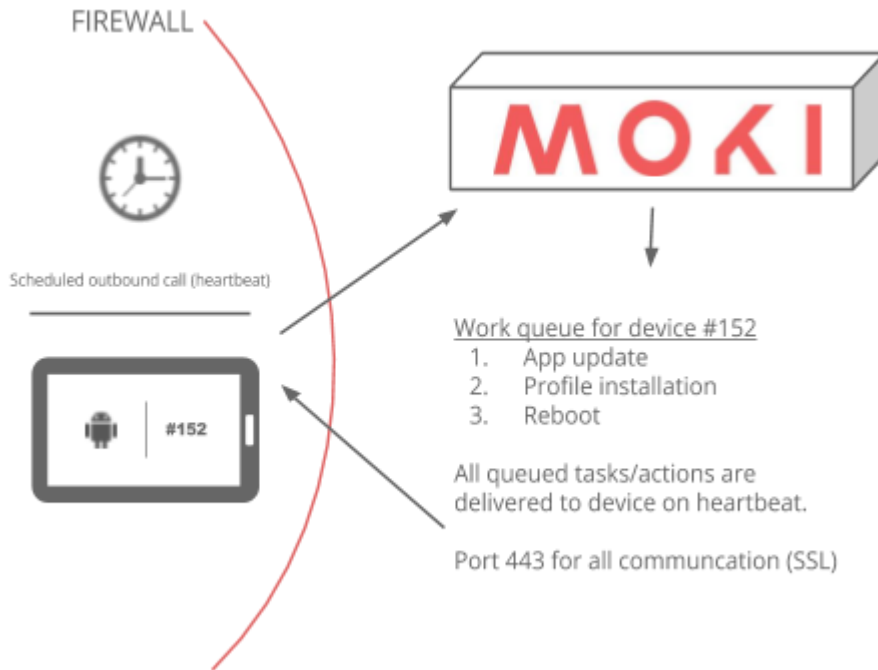 FIREWALL
MOKI
Scheduled outbound call (heartbeat)
#152
Work queue for device #152
1. App update
2. Profile installation
3. Reboot
All queued tasks/actions are
delivered to device on heartbeat.
Port 443 for all communcation (SSL)